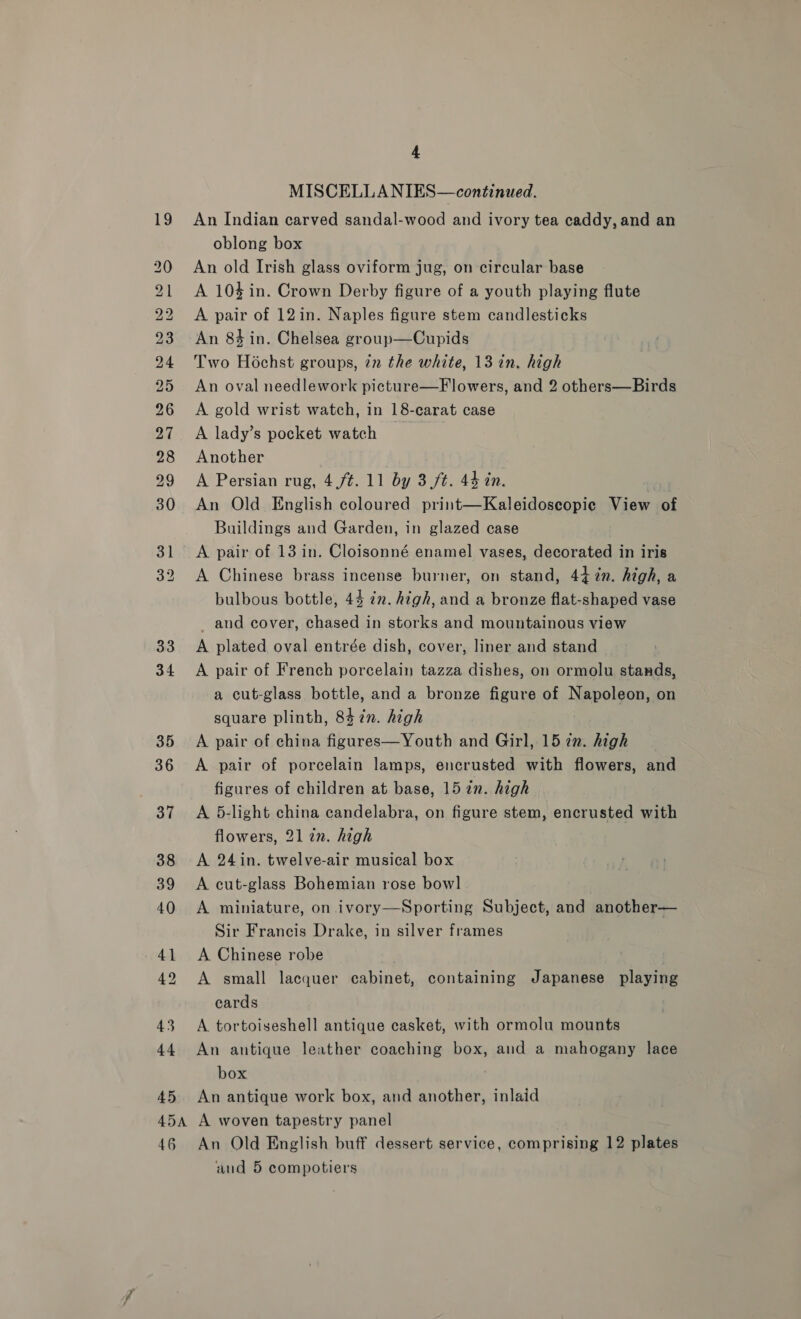 4
MISCELLANIES—continued.
19 An Indian carved sandal-wood and ivory tea caddy, and an
oblong box
20 An old Irish glass oviform jug, on circular base
21 A 10½ in. Crown Derby figure of a youth playing flute
22 A pair of 12 in. Naples figure stem candlesticks
23 An 8½ in. Chelsea group—Cupids
24 Two Höchst groups, in the white, 13 in. high
25 An oval needlework picture—Flowers, and 2 others—Birds
26 A gold wrist watch, in 18-carat case
27 A lady's pocket watch
28 Another
29 A Persian rug, 4 ft. 11 by 3 ft. 4½ in.
30 An Old English coloured print—Kaleidoscopic View of
Buildings and Garden, in glazed case
31 A pair of 13 in. Cloisonné enamel vases, decorated in iris
32 A Chinese brass incense burner, on stand, 4¼ in. high, a
bulbous bottle, 4½ in. high, and a bronze flat-shaped vase
and cover, chased in storks and mountainous view
33 A plated oval entrée dish, cover, liner and stand
34 A pair of French porcelain tazza dishes, on ormolu stands,
a cut-glass bottle, and a bronze figure of Napoleon, on
square plinth, 8½ in. high
35 A pair of china figures—Youth and Girl, 15 in. high
36 A pair of porcelain lamps, encrusted with flowers, and
figures of children at base, 15 in. high
37 A 5-light china candelabra, on figure stem, encrusted with
flowers, 21 in. high
38 A 24 in. twelve-air musical box
39 A cut-glass Bohemian rose bowl
40 A miniature, on ivory—Sporting Subject, and another—
Sir Francis Drake, in silver frames
41 A Chinese robe
42 A small lacquer cabinet, containing Japanese playing
cards
43 A tortoiseshell antique casket, with ormolu mounts
44 An antique leather coaching box, and a mahogany lace
box
45 An antique work box, and another, inlaid
45A A woven tapestry panel
46 An Old English buff dessert service, comprising 12 plates
and 5 compotiers